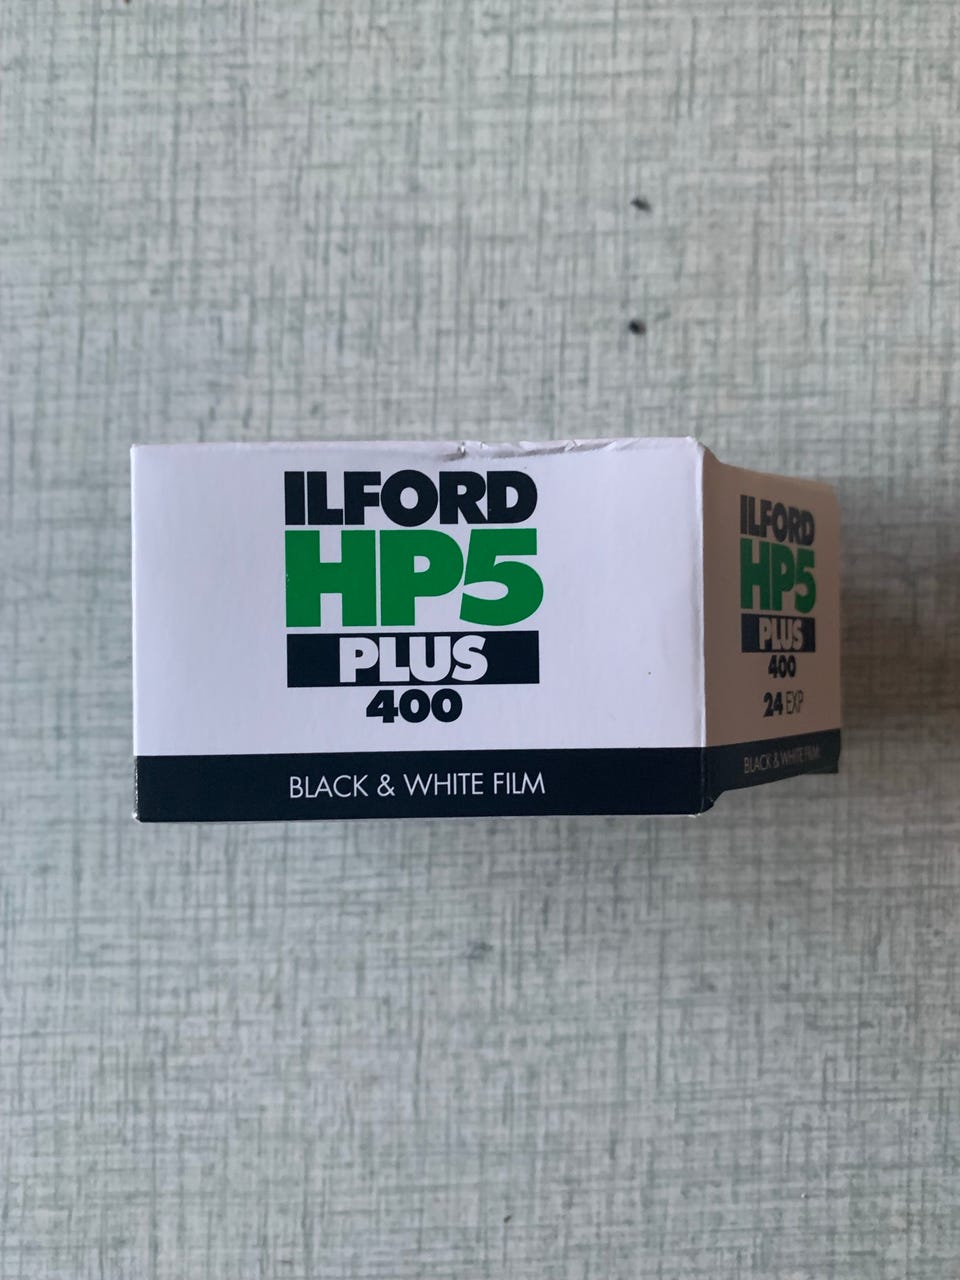 ILFORD
HP5
PLUS
400
BLACK & WHITE FILM
ILFORD
HP5
PLUS
400
24 EXP
BLACK & WHITE FILM